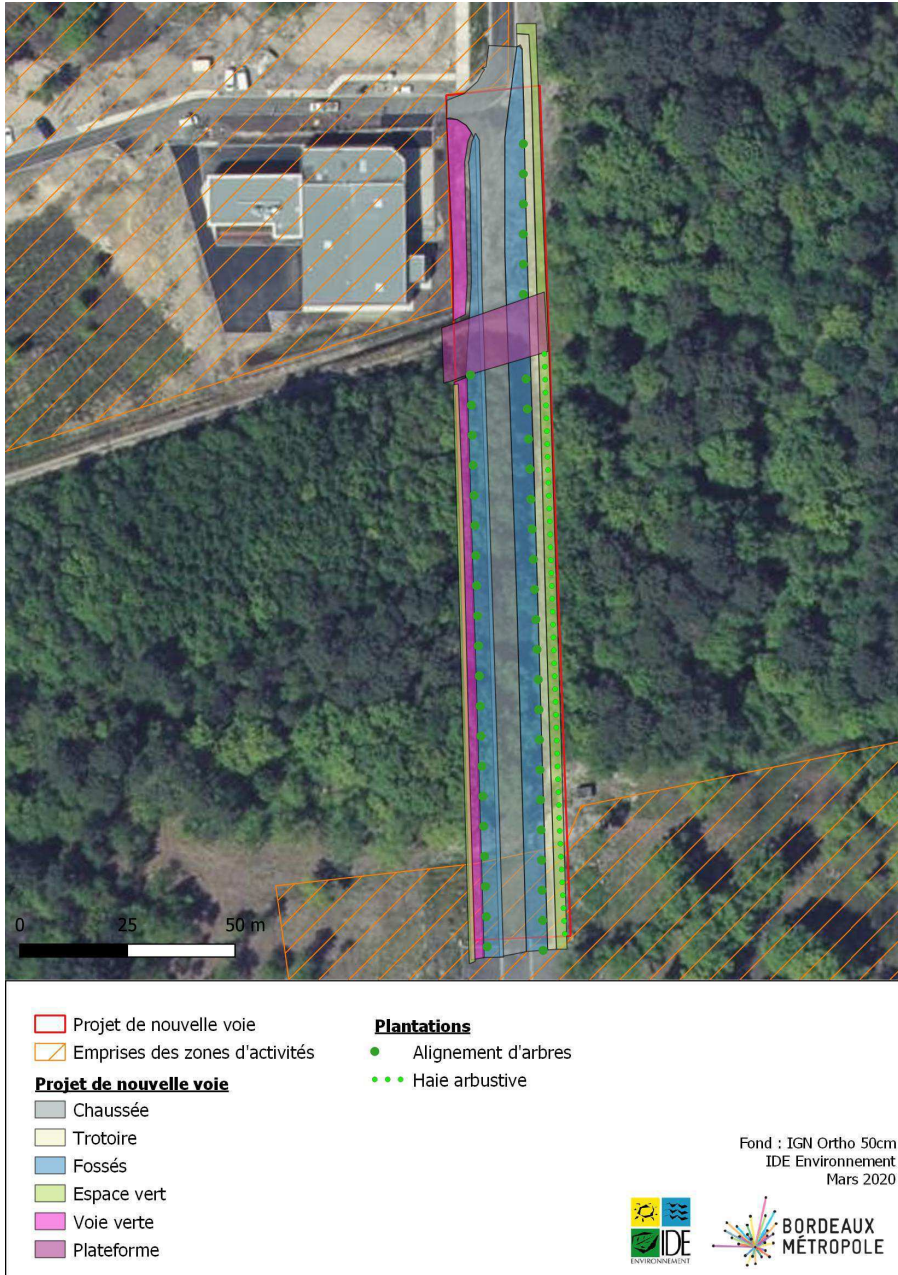 0 25 50 m
Projet de nouvelle voie
Emprises des zones d'activités
Projet de nouvelle voie
Chaussée
Trotoire
Fossés
Espace vert
Voie verte
Plateforme
Plantations
Alignement d'arbres
Haie arbustive
Fond : IGN Ortho 50cm
IDE Environnement
Mars 2020
IDE
ENVIRONNEMENT
BORDEAUX
MÉTROPOLE